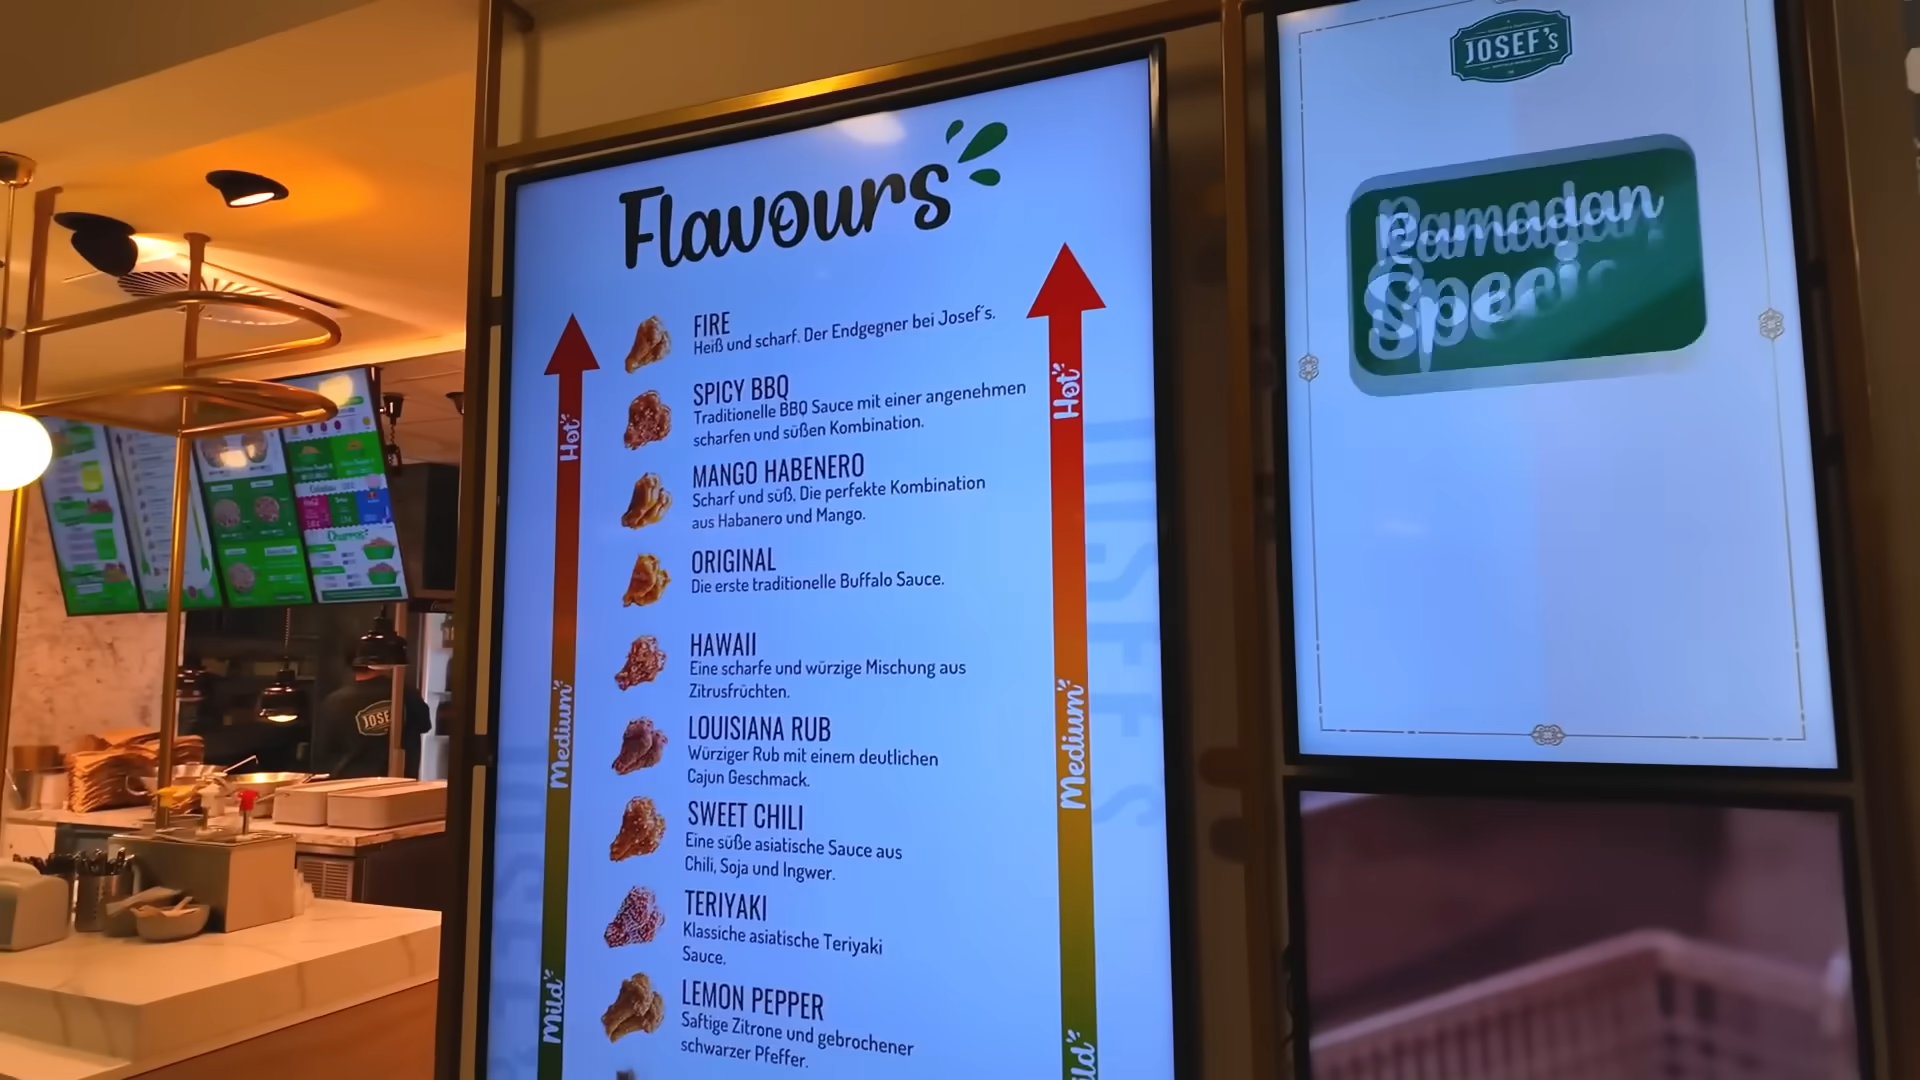 Flavours
FIRE
Heiß und scharf. Der Endgegner bei Josef´s.
SPICY BBQ
Traditionelle BBQ Sauce mit einer angenehmen
scharfen und süßen Kombination.
MANGO HABENERO
Scharf und süß. Die perfekte Kombination
aus Habanero und Mango.
ORIGINAL
Die erste traditionelle Buffalo Sauce.
HAWAII
Eine scharfe und würzige Mischung aus
Zitrusfrüchten.
LOUISIANA RUB
Würziger Rub mit einem deutlichen
Cajun Geschmack.
SWEET CHILI
Eine süße asiatische Sauce aus
Chili, Soja und Ingwer.
TERIYAKI
Klassiche asiatische Teriyaki
Sauce.
LEMON PEPPER
Saftige Zitrone und gebrochener
schwarzer Pfeffer.
Hot
Medium
Mild
Hot
Medium
ild
JOSEF's
Ramadan
Speci
JOSE